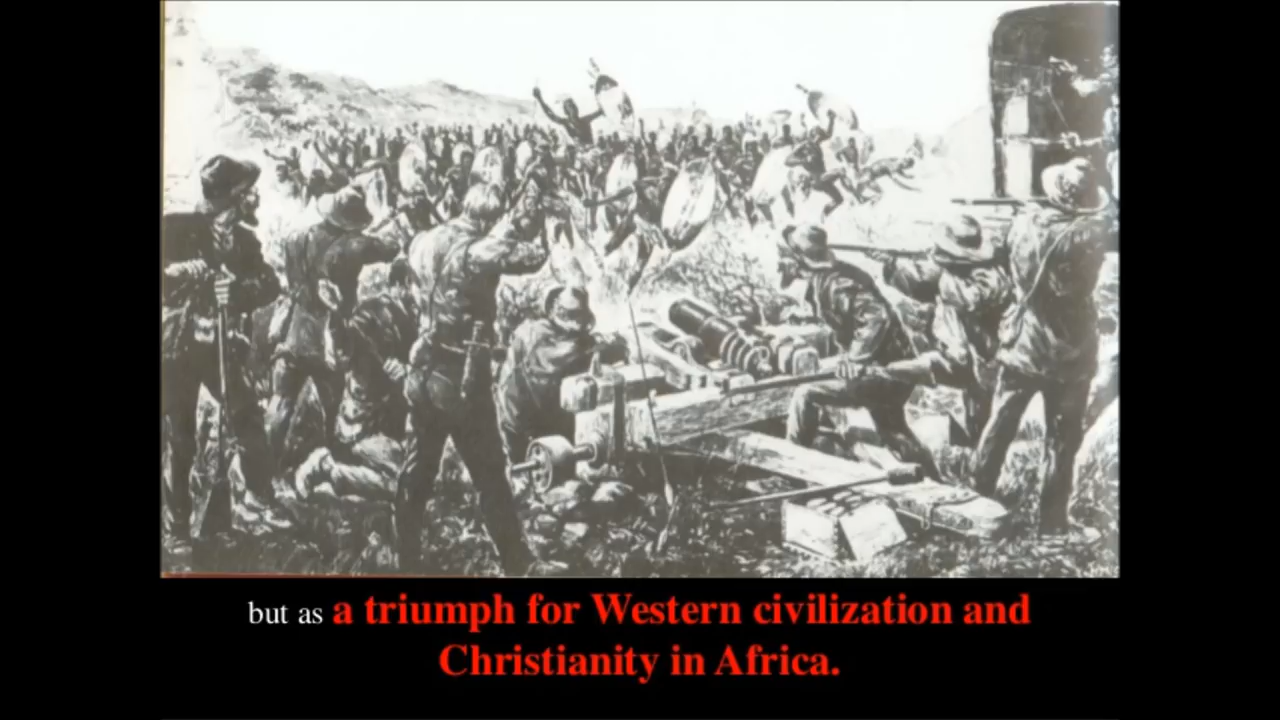 but as a triumph for Western civilization and
Christianity in Africa.